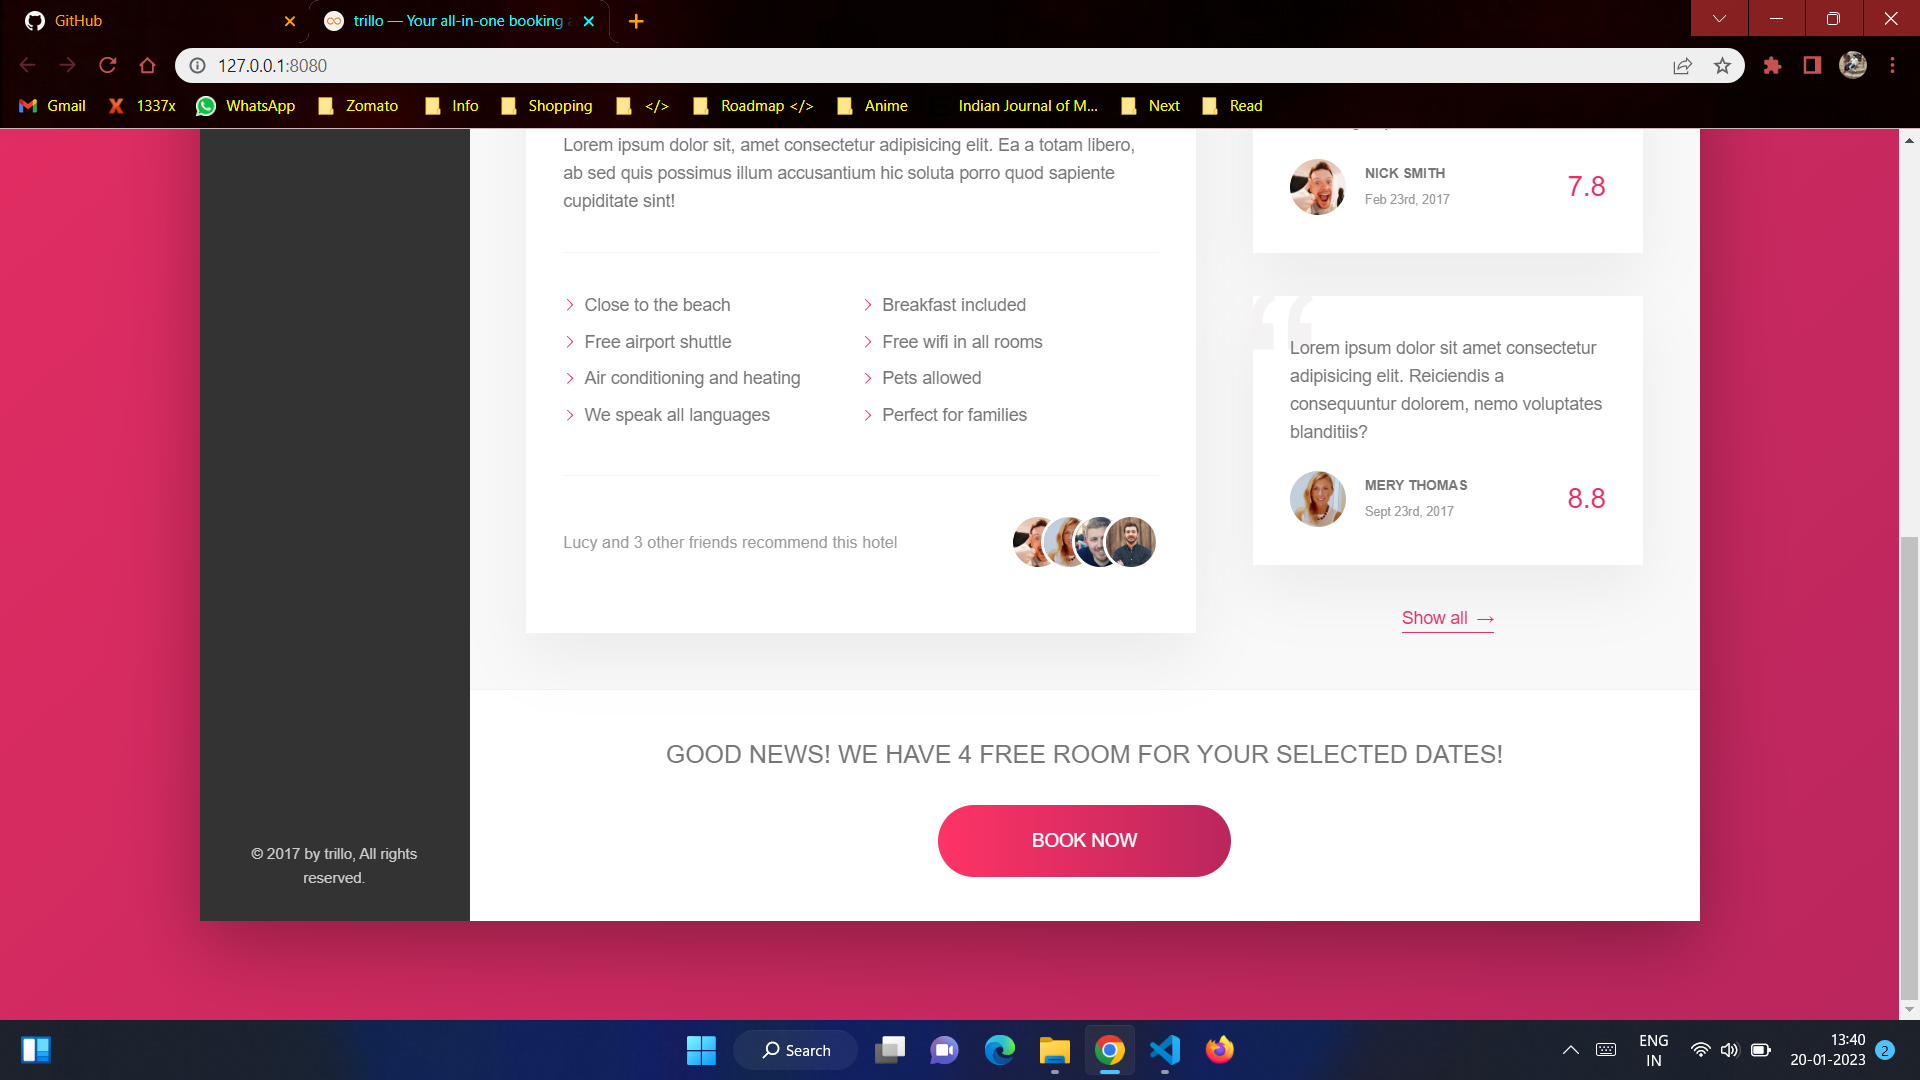 GitHub
trillo — Your all-in-one booking
127.0.0.1:8080
Gmail
1337x
WhatsApp
Zomato
Info
Shopping
</>
Roadmap </>
Anime
Indian Journal of M...
Next
Read
Lorem ipsum dolor sit, amet consectetur adipisicing elit. Ea a totam libero,
ab sed quis possimus illum accusantium hic soluta porro quod sapiente
cupiditate sint!
Close to the beach
Breakfast included
Free airport shuttle
Free wifi in all rooms
Air conditioning and heating
Pets allowed
We speak all languages
Perfect for families
Lucy and 3 other friends recommend this hotel
NICK SMITH
Feb 23rd, 2017
7.8
“
Lorem ipsum dolor sit amet consectetur
adipisicing elit. Reiciendis a
consequuntur dolorem, nemo voluptates
blanditiis?
MERY THOMAS
Sept 23rd, 2017
8.8
Show all →
GOOD NEWS! WE HAVE 4 FREE ROOM FOR YOUR SELECTED DATES!
BOOK NOW
© 2017 by trillo, All rights
reserved.
Search
ENG
IN
13:40
20-01-2023
2